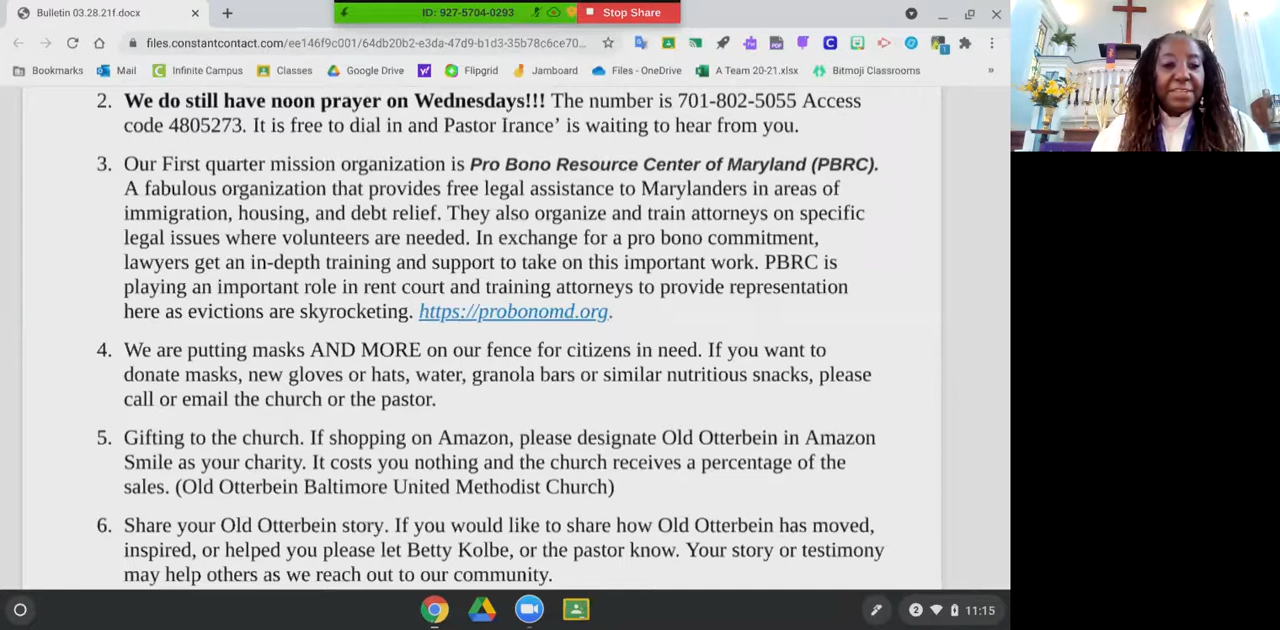 Bulletin 03.28.21f.docx
ID: 927-5704-0293
Stop Share
files.constantcontact.com/ee146f9c001/64db20b2-e3da-47d9-b1d3-35b78c6ce70...
Bookmarks Mail Infinite Campus Classes Google Drive Flipgrid Jamboard Files - OneDrive A Team 20-21.xlsx Bitmoji Classrooms »
2. We do still have noon prayer on Wednesdays!!! The number is 701-802-5055 Access
code 4805273. It is free to dial in and Pastor Irance’ is waiting to hear from you.
3. Our First quarter mission organization is Pro Bono Resource Center of Maryland (PBRC).
A fabulous organization that provides free legal assistance to Marylanders in areas of
immigration, housing, and debt relief. They also organize and train attorneys on specific
legal issues where volunteers are needed. In exchange for a pro bono commitment,
lawyers get an in-depth training and support to take on this important work. PBRC is
playing an important role in rent court and training attorneys to provide representation
here as evictions are skyrocketing. https://probonomd.org.
4. We are putting masks AND MORE on our fence for citizens in need. If you want to
donate masks, new gloves or hats, water, granola bars or similar nutritious snacks, please
call or email the church or the pastor.
5. Gifting to the church. If shopping on Amazon, please designate Old Otterbein in Amazon
Smile as your charity. It costs you nothing and the church receives a percentage of the
sales. (Old Otterbein Baltimore United Methodist Church)
6. Share your Old Otterbein story. If you would like to share how Old Otterbein has moved,
inspired, or helped you please let Betty Kolbe, or the pastor know. Your story or testimony
may help others as we reach out to our community.
2 11:15